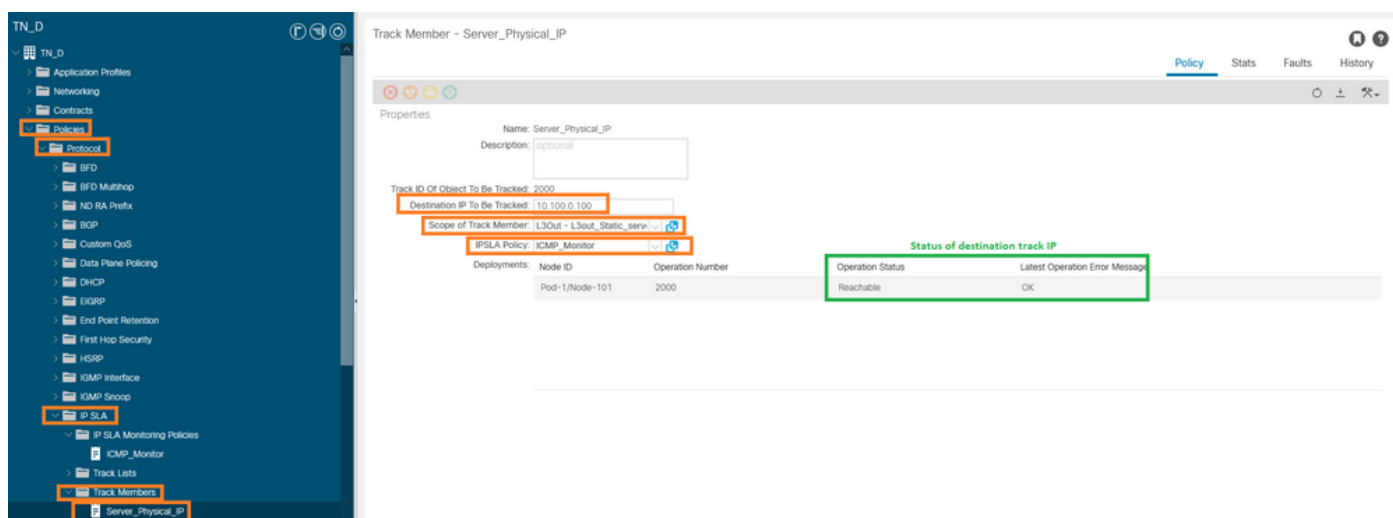 TN_D
TN_D
Application Profiles
Networking
Contracts
Policies
Protocol
BFD
BFD Multihop
ND RA Prefix
BGP
Custom QoS
Data Plane Policing
DHCP
EIGRP
End Point Retention
First Hop Security
HSRP
IGMP Interface
IGMP Snoop
IP SLA
IP SLA Monitoring Policies
ICMP_Monitor
Track Lists
Track Members
Server_Physical_IP
Track Member - Server_Physical_IP
Policy Stats Faults History
Properties
Name: Server_Physical_IP
Description: optional
Track ID Of Object To Be Tracked: 2000
Destination IP To Be Tracked: 10.100.0.100
Scope of Track Member: L3Out - L3out_Static_serv
IPSLA Policy: ICMP_Monitor
Status of destination track IP
Deployments: Node ID Operation Number Operation Status Latest Operation Error Message
Pod-1/Node-101 2000 Reachable OK